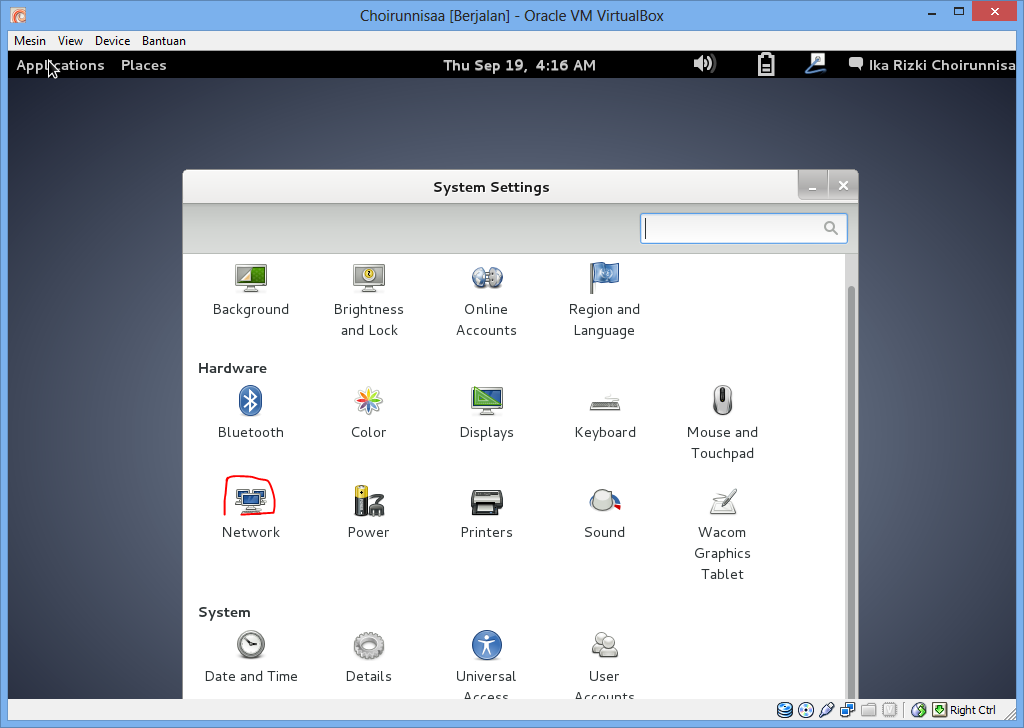 Choirunnisaa [Berjalan] - Oracle VM VirtualBox
Mesin View Device Bantuan
Applications Places Thu Sep 19, 4:16 AM Ika Rizki Choirunnisa
System Settings
Background Brightness and Lock Online Accounts Region and Language
Hardware
Bluetooth Color Displays Keyboard Mouse and Touchpad
Network Power Printers Sound Wacom Graphics Tablet
System
Date and Time Details Universal Access User Accounts
Right Ctrl